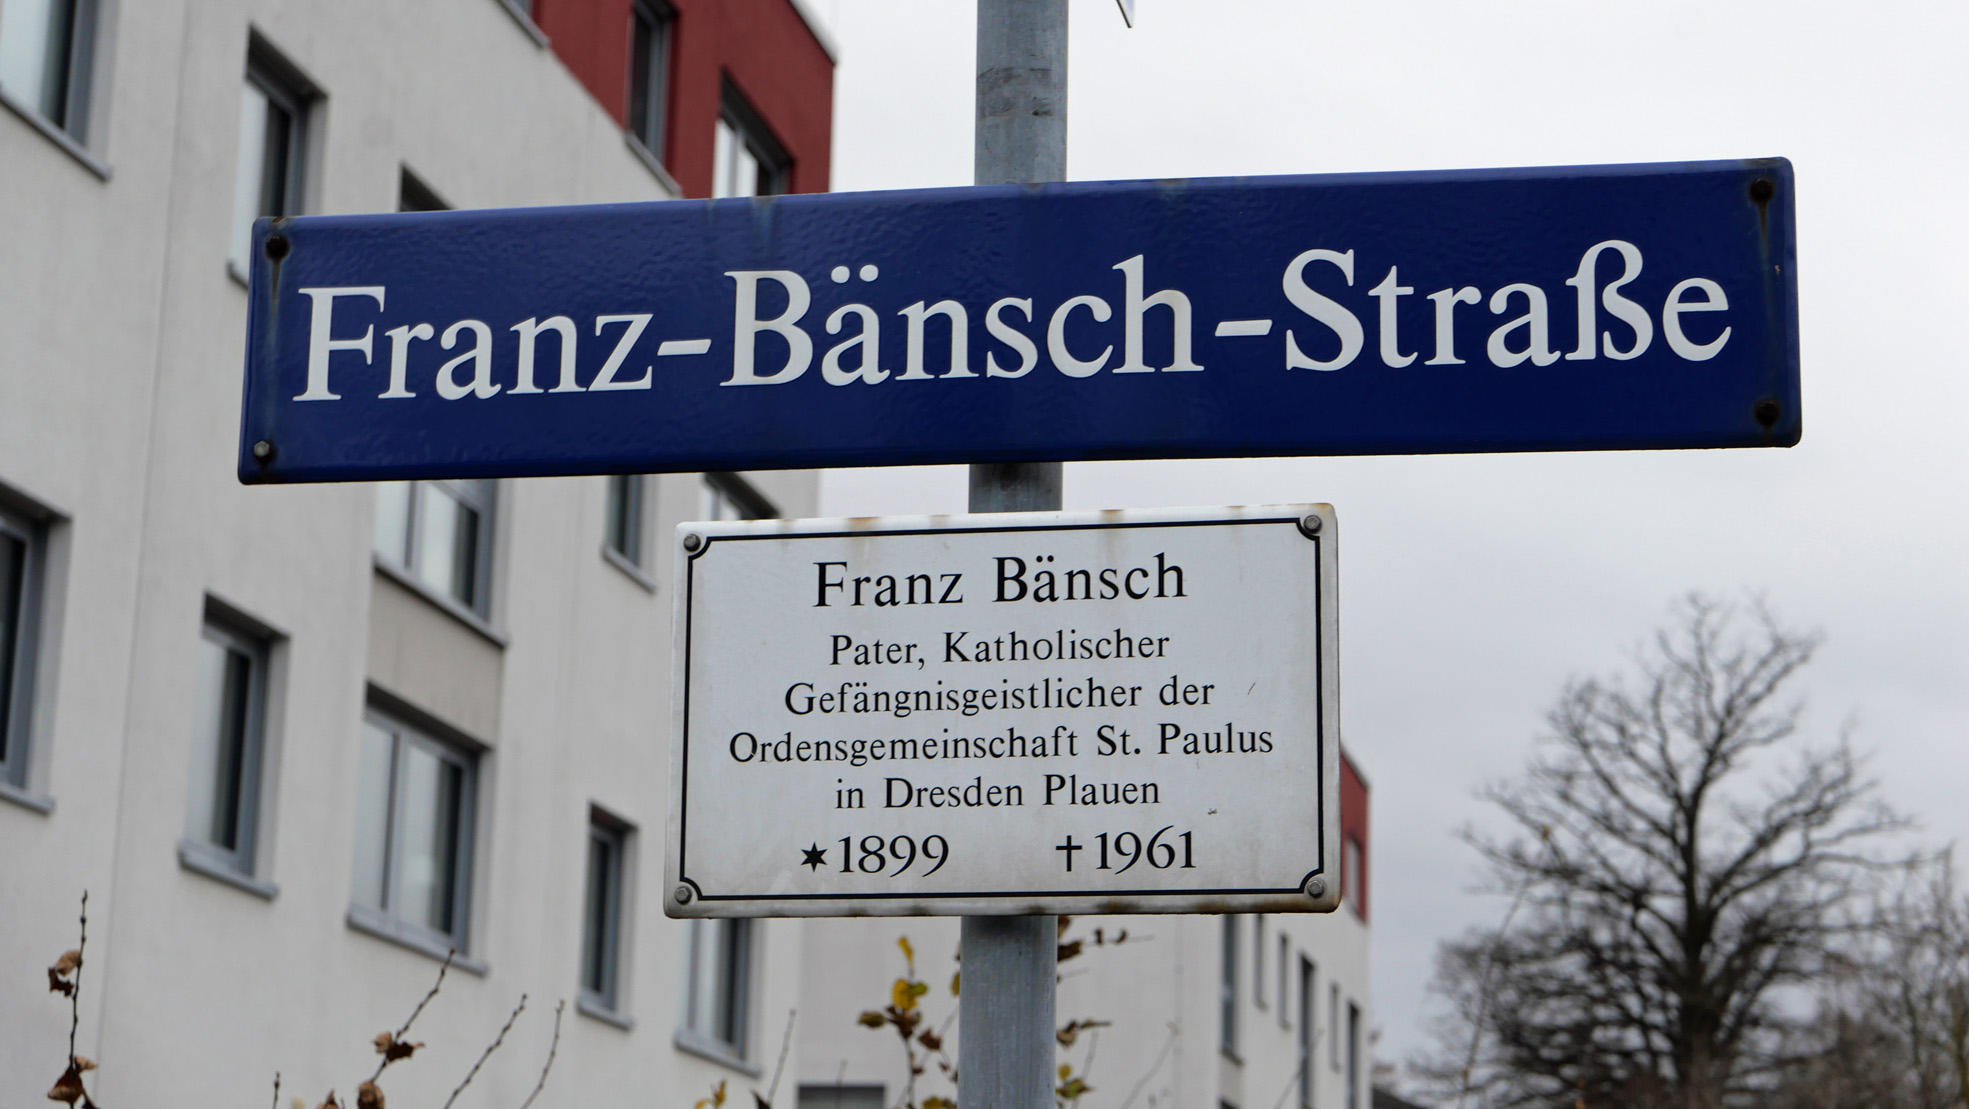 Franz-Bänsch-Straße
Franz Bänsch
Pater, Katholischer
Gefängnisgeistlicher der
Ordensgemeinschaft St. Paulus
in Dresden Plauen
✶1899 †1961